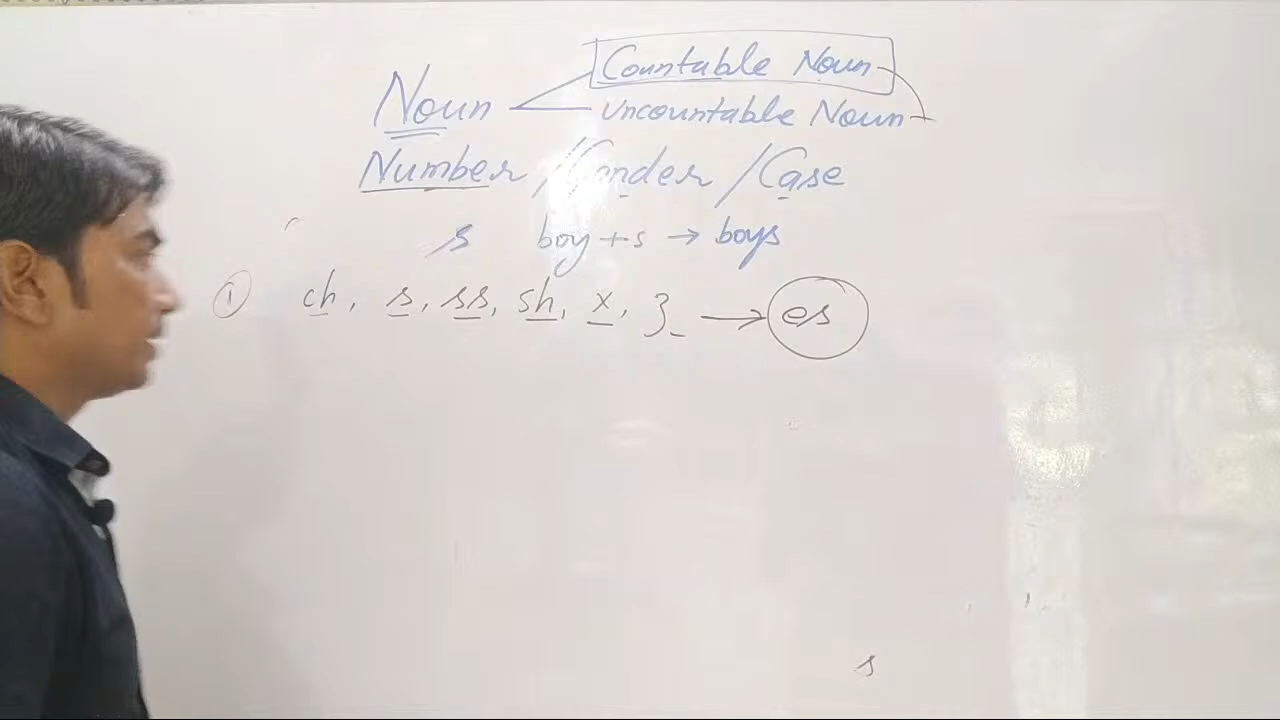 Countable Noun
Noun
Uncountable Noun
Number / Gender / Case
s boy + s → boys
① ch, s, ss, sh, x, z → es
s